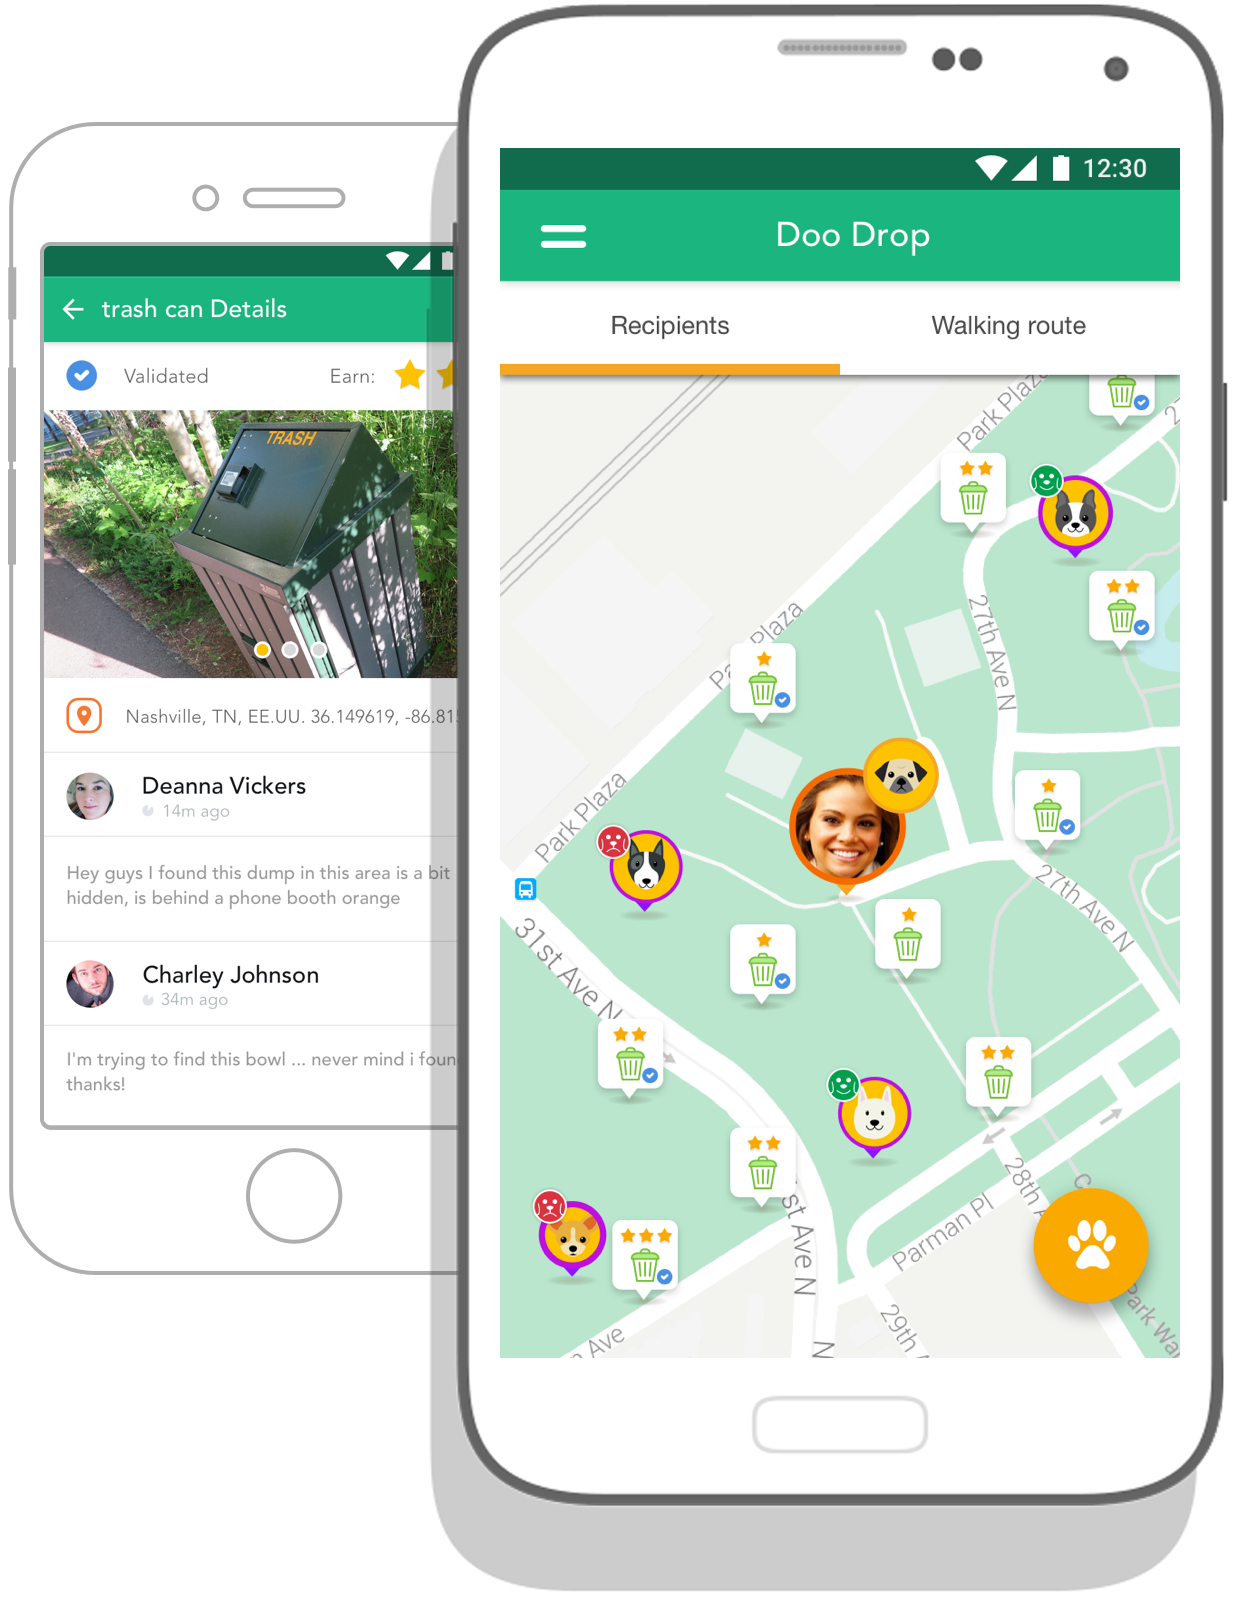 trash can Details
Validated
Earn:
TRASH
Nashville, TN, EE.UU. 36.149619, -86.81
Deanna Vickers
14m ago
Hey guys I found this dump in this area is a bit
hidden, is behind a phone booth orange
Charley Johnson
34m ago
I'm trying to find this bowl ... never mind i foun
thanks!
12:30
Doo Drop
Recipients
Walking route
Park Plaza
27th Ave N
Plaza
Park Plaza
27th Ave N
31st Ave N
28th A
st Ave N
Parman Pl
29th
Park Wa
Ave
N